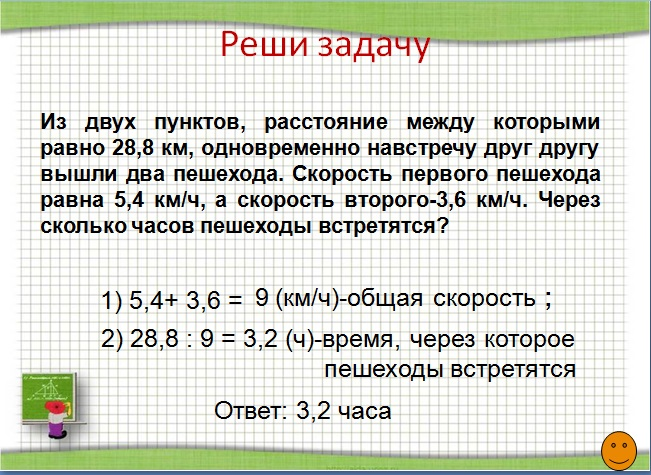 Реши задачу
Из двух пунктов, расстояние между которыми
равно 28,8 км, одновременно навстречу друг другу
вышли два пешехода. Скорость первого пешехода
равна 5,4 км/ч, а скорость второго-3,6 км/ч. Через
сколько часов пешеходы встретятся?
1) 5,4+ 3,6 = 9 (км/ч)-общая скорость ;
2) 28,8 : 9 = 3,2 (ч)-время, через которое
пешеходы встретятся
Ответ: 3,2 часа